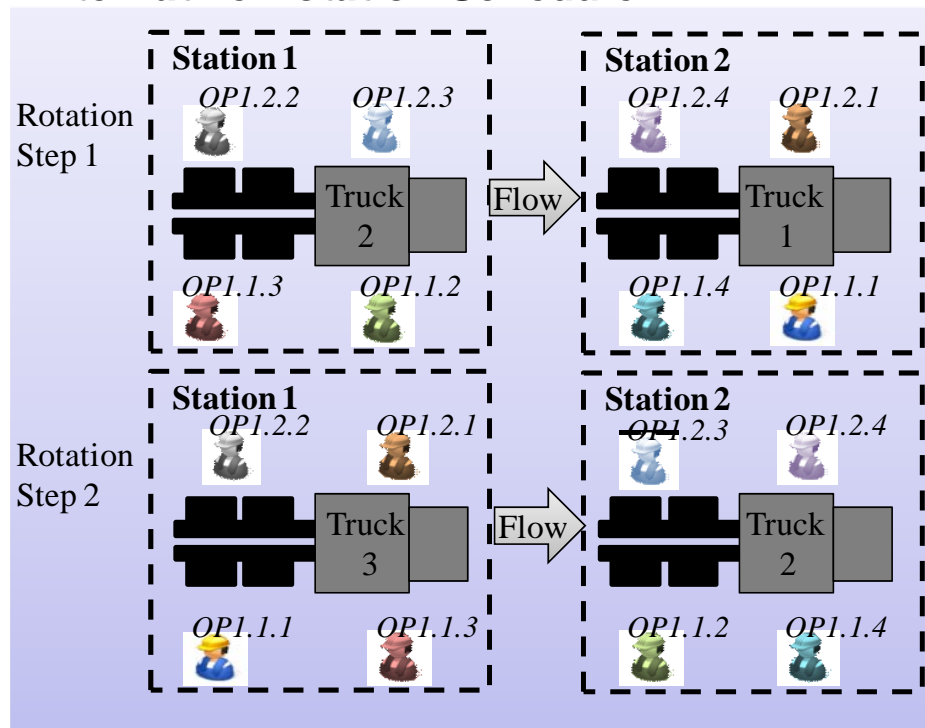 Rotation
Step 1
Station 1
OP1.2.2 OP1.2.3
Truck
2
OP1.1.3 OP1.1.2
Flow
Station 2
OP1.2.4 OP1.2.1
Truck
1
OP1.1.4 OP1.1.1
Rotation
Step 2
Station 1
OP1.2.2 OP1.2.1
Truck
3
OP1.1.1 OP1.1.3
Flow
Station 2
OP1.2.3 OP1.2.4
Truck
2
OP1.1.2 OP1.1.4